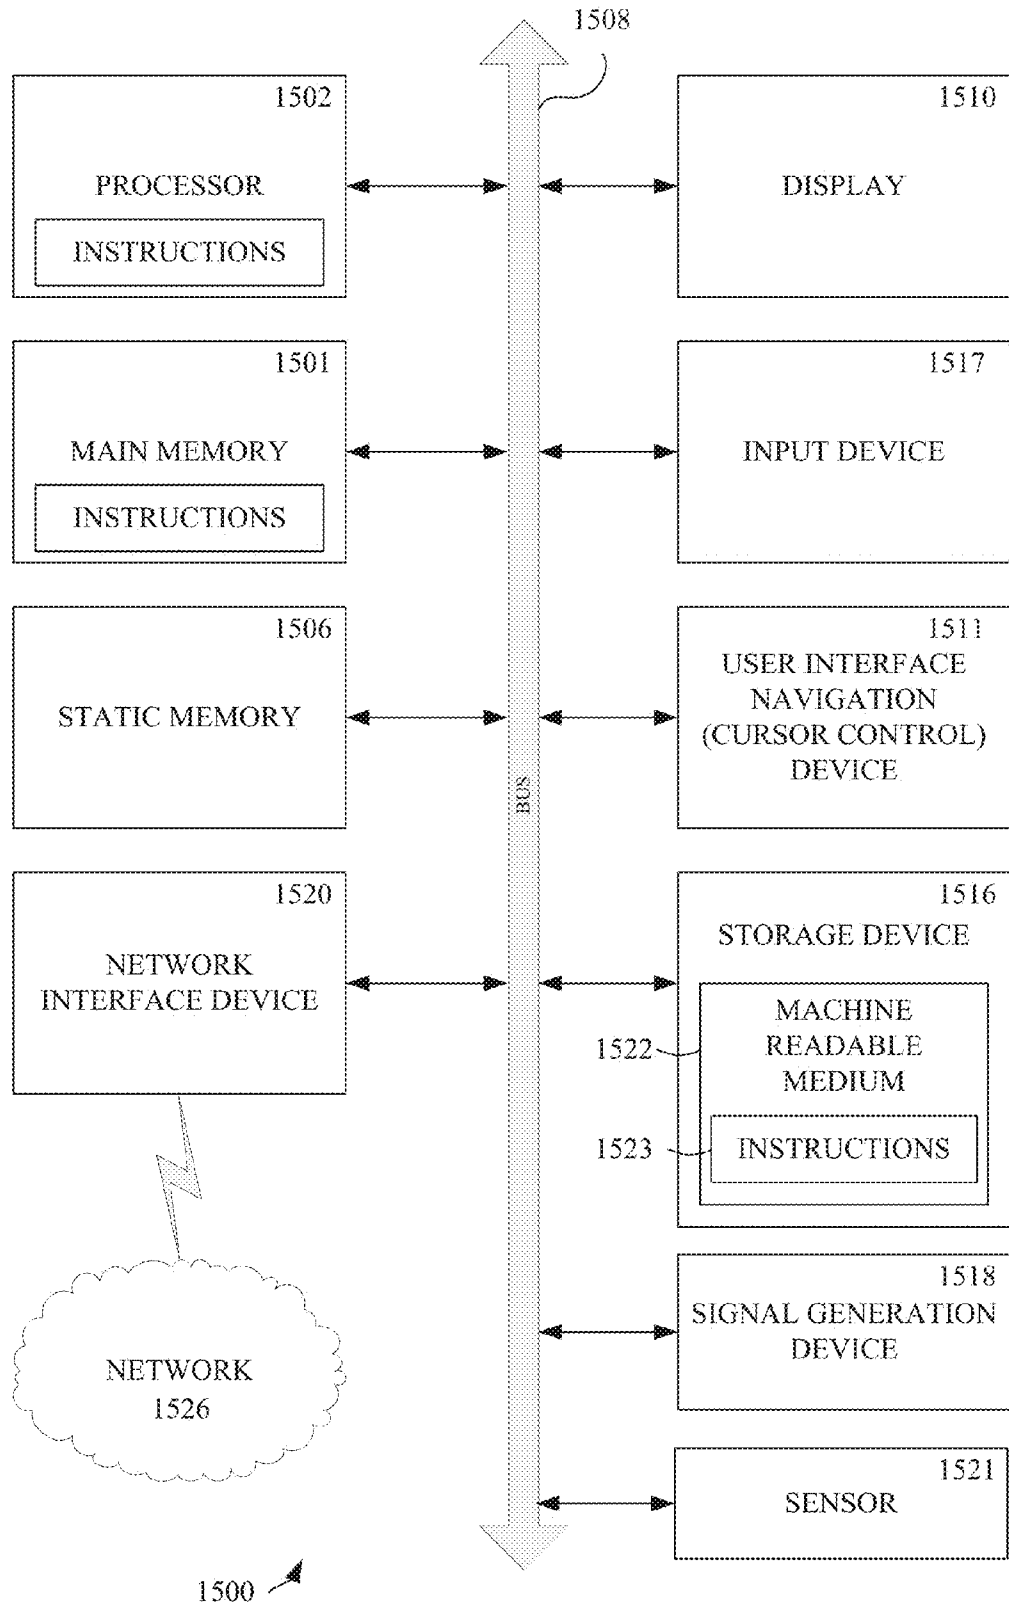 1508
1502
PROCESSOR
INSTRUCTIONS
1510
DISPLAY
1501
MAIN MEMORY
INSTRUCTIONS
1517
INPUT DEVICE
1506
STATIC MEMORY
1511
USER INTERFACE
NAVIGATION
(CURSOR CONTROL)
DEVICE
BUS
1520
NETWORK
INTERFACE DEVICE
1516
STORAGE DEVICE
MACHINE
READABLE
MEDIUM
1522
1523
INSTRUCTIONS
1518
SIGNAL GENERATION
DEVICE
NETWORK
1526
1521
SENSOR
1500